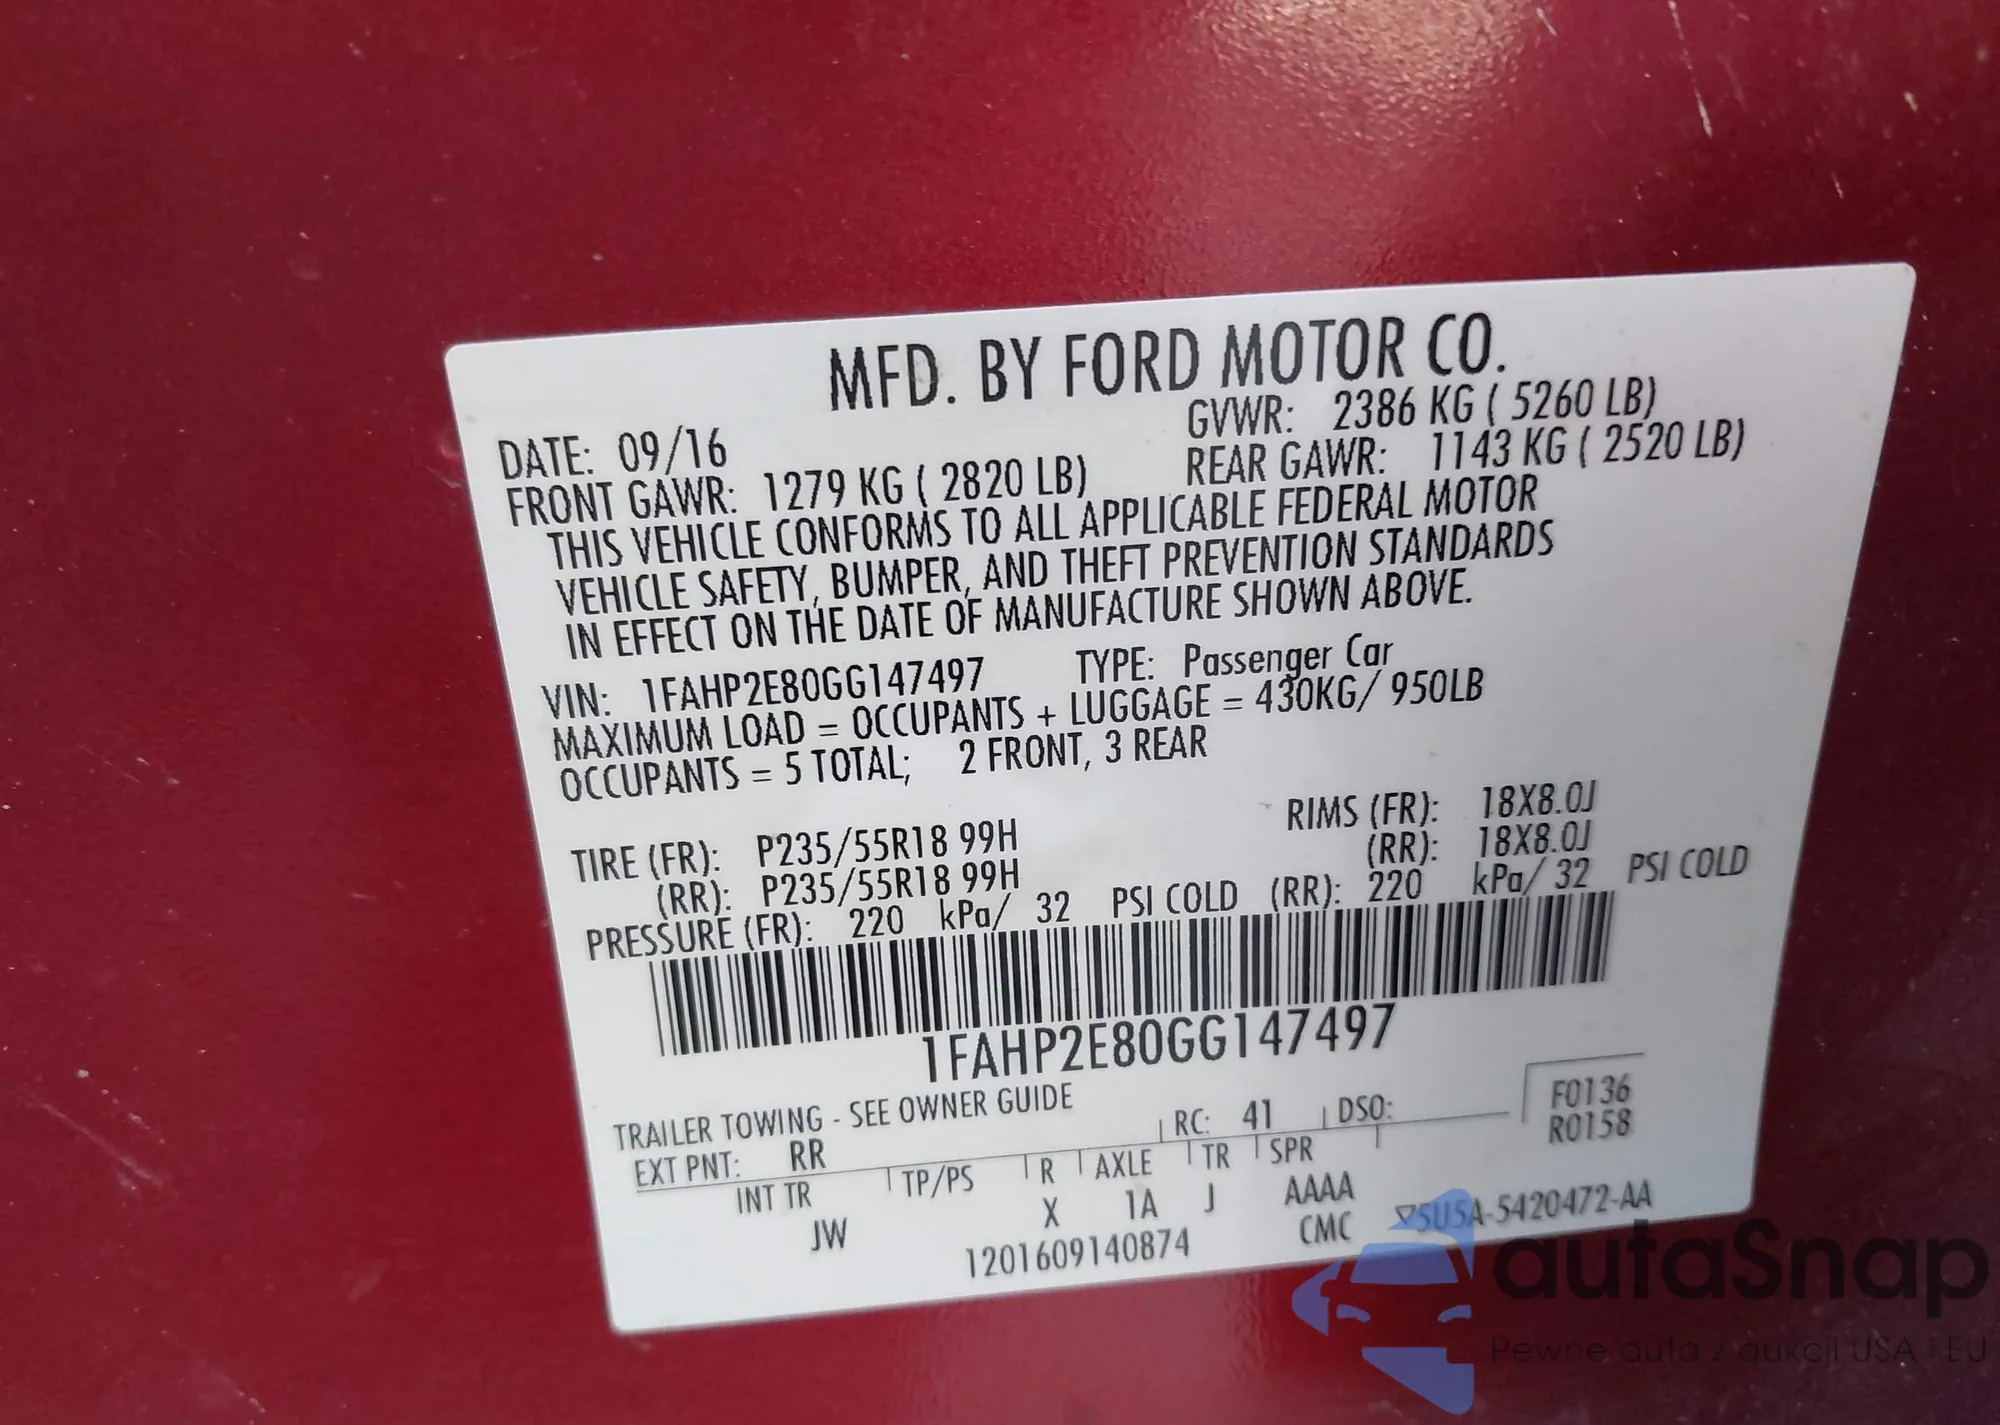 MFD. BY FORD MOTOR CO.
DATE: 09/16 GVWR: 2386 KG ( 5260 LB)
FRONT GAWR: 1279 KG ( 2820 LB) REAR GAWR: 1143 KG ( 2520 LB)
THIS VEHICLE CONFORMS TO ALL APPLICABLE FEDERAL MOTOR
VEHICLE SAFETY, BUMPER, AND THEFT PREVENTION STANDARDS
IN EFFECT ON THE DATE OF MANUFACTURE SHOWN ABOVE.
VIN: 1FAHP2E80GG147497 TYPE: Passenger Car
MAXIMUM LOAD = OCCUPANTS + LUGGAGE = 430KG/ 950LB
OCCUPANTS = 5 TOTAL; 2 FRONT, 3 REAR
TIRE (FR): P235/55R18 99H RIMS (FR): 18X8.0J
(RR): P235/55R18 99H (RR): 18X8.0J
PRESSURE (FR): 220 kPa/ 32 PSI COLD (RR): 220 kPa/ 32 PSI COLD
1FAHP2E80GG147497
TRAILER TOWING - SEE OWNER GUIDE
EXT PNT: RR RC: 41 DSO: F0136
R0158
INT TR TP/PS R AXLE TR SPR
JW X 1A J AAAA
1201609140874 CMC ▽5U5A-5420472-AA
autaSnap
Pewne auta z aukcji USA i EU